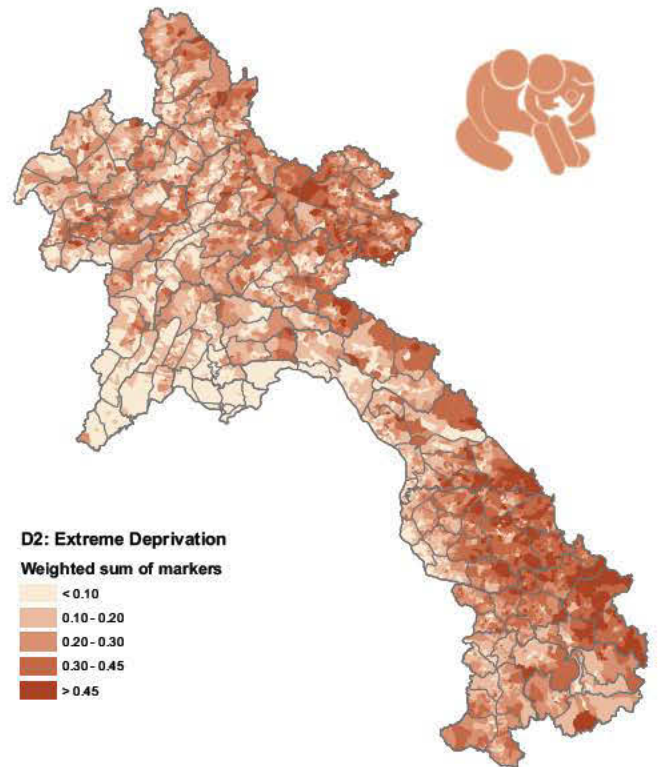 D2: Extreme Deprivation
Weighted sum of markers
< 0.10
0.10 - 0.20
0.20 - 0.30
0.30 - 0.45
> 0.45